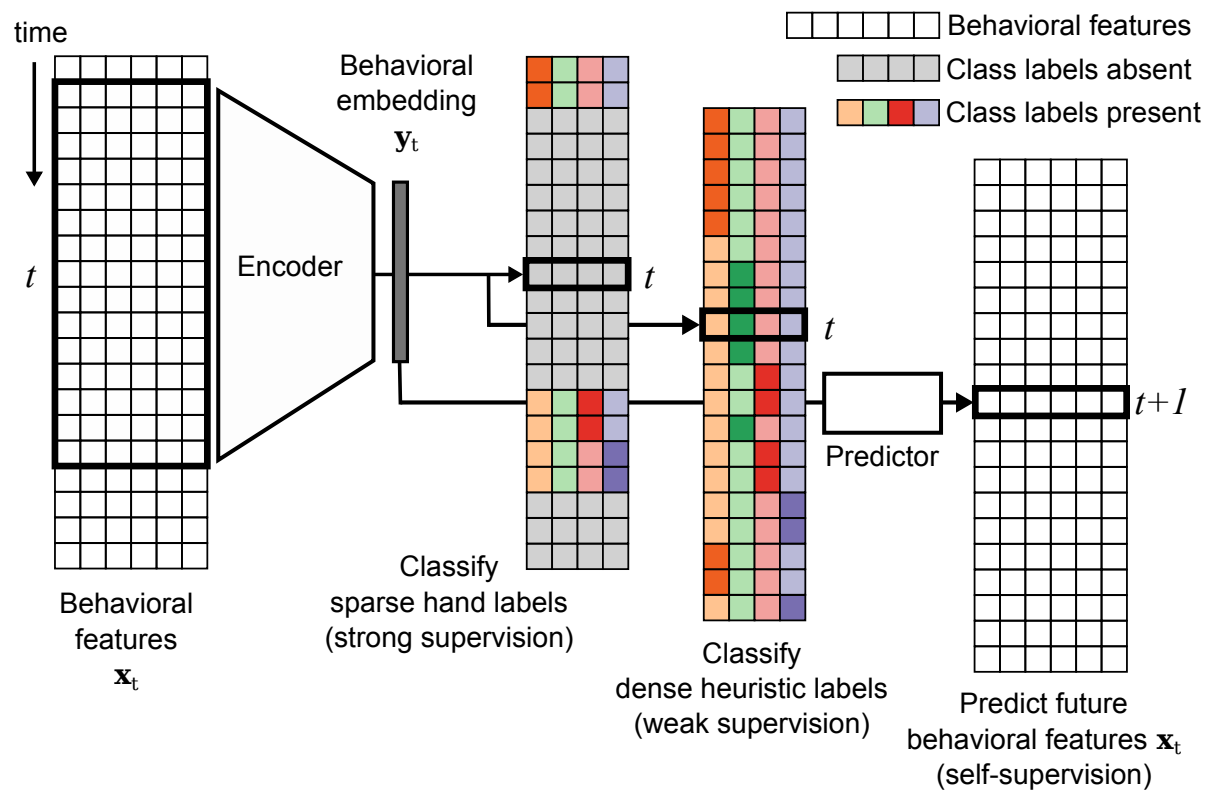 time
t
Behavioral
features
𝐱t
Encoder
Behavioral
embedding
𝐲t
t
Classify
sparse hand labels
(strong supervision)
t
Classify
dense heuristic labels
(weak supervision)
Predictor
t+1
Predict future
behavioral features 𝐱t
(self-supervision)
Behavioral features
Class labels absent
Class labels present